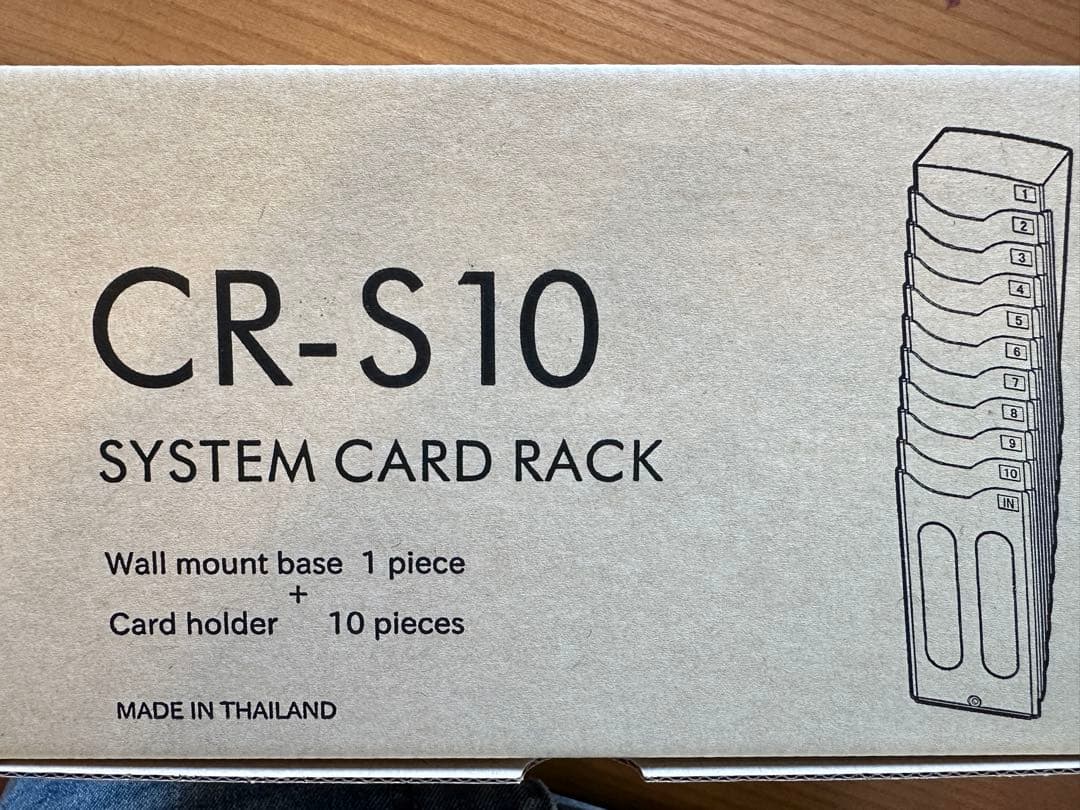 CR-S10
SYSTEM CARD RACK
Wall mount base 1 piece
+
Card holder 10 pieces
MADE IN THAILAND
1
2
3
4
5
6
7
8
9
10
IN